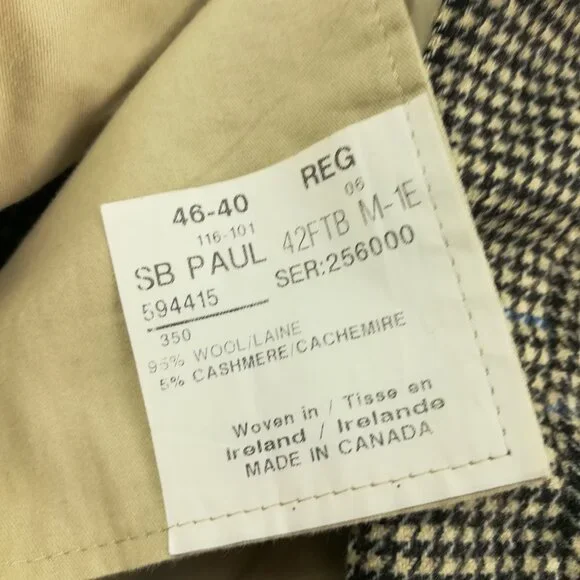 46-40 REG
116-101 06
SB PAUL 42FTB M-1E
594415 SER:256000
350
95% WOOL/LAINE
5% CASHMERE/CACHEMIRE
Woven in / Tisse en
Ireland / Irelande
MADE IN CANADA